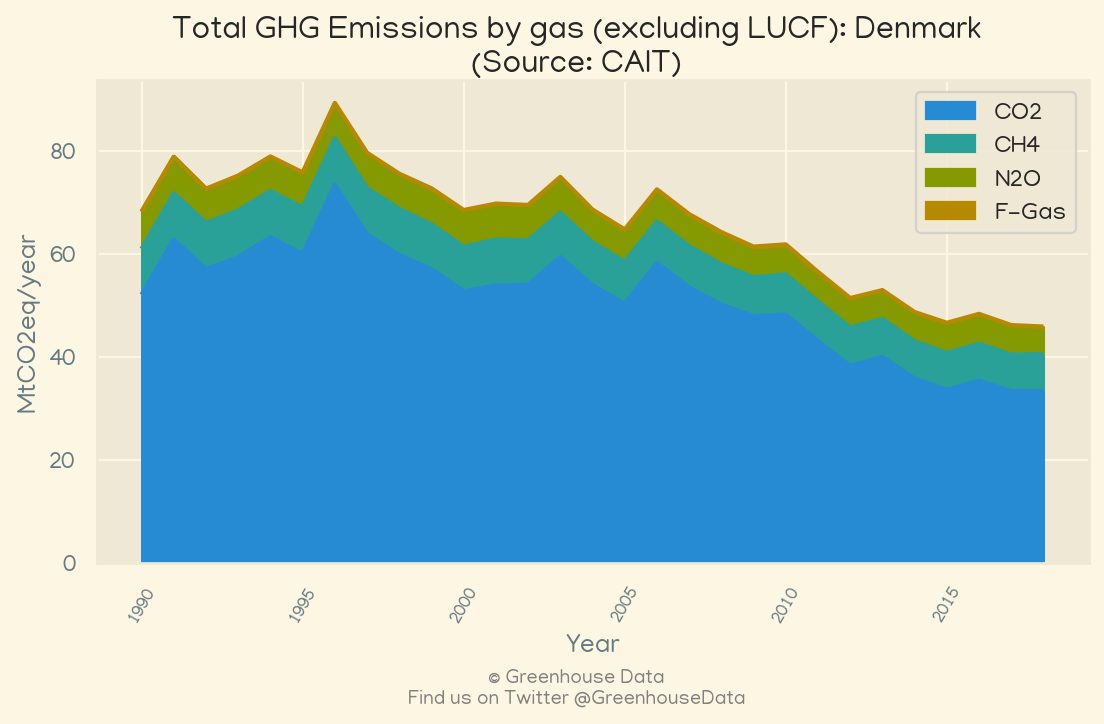 Total GHG Emissions by gas (excluding LUCF): Denmark
(Source: CAIT)
CO2
CH4
N2O
F-Gas
MtCO2eq/year
80
60
40
20
0
1990
1995
2000
2005
2010
2015
Year
© Greenhouse Data
Find us on Twitter @GreenhouseData